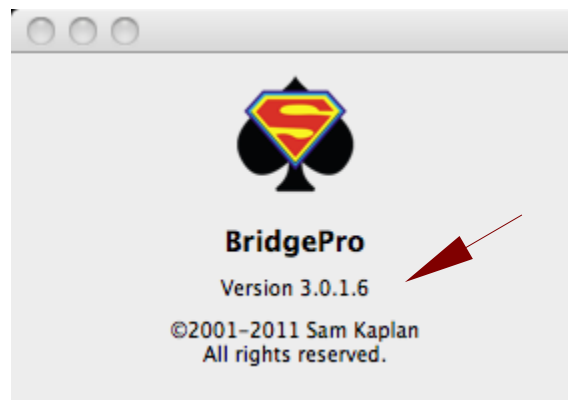 BridgePro
Version 3.0.1.6
©2001–2011 Sam Kaplan
All rights reserved.